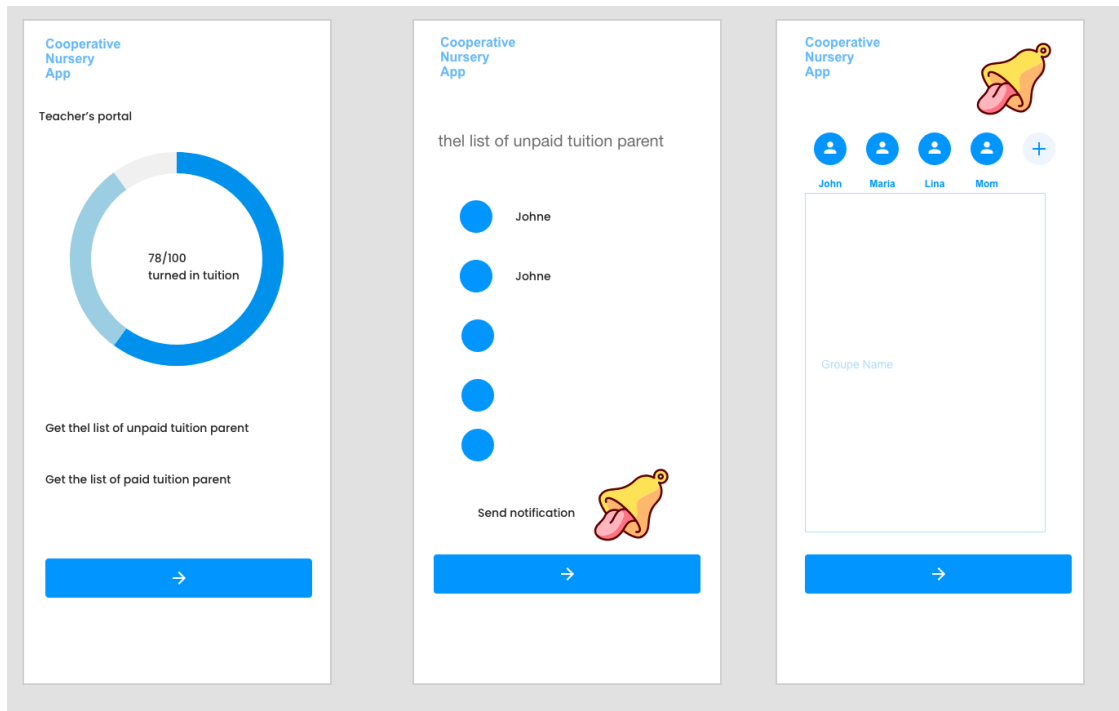 Cooperative
Nursery
App
Teacher's portal
78/100
turned in tuition
Get thel list of unpaid tuition parent
Get the list of paid tuition parent
Cooperative
Nursery
App
thel list of unpaid tuition parent
Johne
Johne
Send notification
Cooperative
Nursery
App
John Maria Lina Mom
Groupe Name